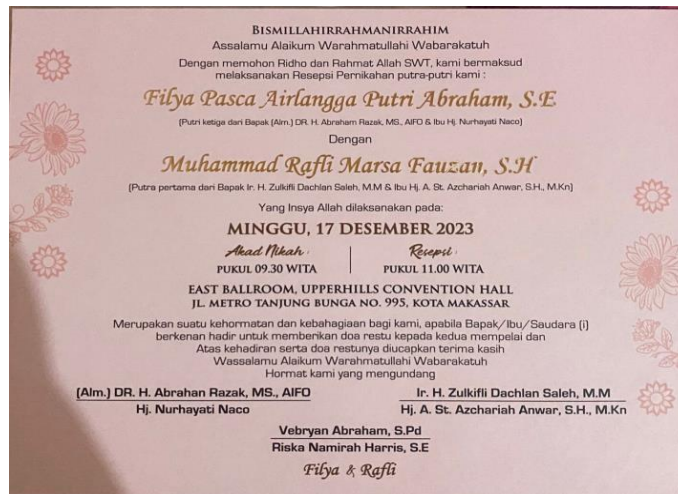 BISMILLAHIRRAHMANIRRAHIM
Assalamu Alaikum Warahmatullahi Wabarakatuh
Dengan memohon Ridho dan Rahmat Allah SWT, kami bermaksud
melaksanakan Resepsi Pernikahan putra-putri kami :
Filya Pasca Airlangga Putri Abraham, S.E
(Putri ketiga dari Bapak (Alm.) DR. H. Abraham Razak, MS., AIFO & Ibu Hj. Nurhayati Naco)
Dengan
Muhammad Rafli Marsa Fauzan, S.H
(Putra pertama dari Bapak Ir. H. Zulkifli Dachlan Saleh, M.M & Ibu Hj. A. St. Azchariah Anwar, S.H., M.Kn)
Yang Insya Allah dilaksanakan pada:
MINGGU, 17 DESEMBER 2023
Akad Nikah :
PUKUL 09.30 WITA
Resepsi :
PUKUL 11.00 WITA
EAST BALLROOM, UPPERHILLS CONVENTION HALL
JL. METRO TANJUNG BUNGA NO. 995, KOTA MAKASSAR
Merupakan suatu kehormatan dan kebahagiaan bagi kami, apabila Bapak/Ibu/Saudara (i)
berkenan hadir untuk memberikan doa restu kepada kedua mempelai dan
Atas kehadiran serta doa restunya diucapkan terima kasih
Wassalamu Alaikum Warahmatullahi Wabarakatuh
Hormat kami yang mengundang
(Alm.) DR. H. Abrahan Razak, MS., AIFO
Hj. Nurhayati Naco
Ir. H. Zulkifli Dachlan Saleh, M.M
Hj. A. St. Azchariah Anwar, S.H., M.Kn
Vebryan Abraham, S.Pd
Riska Namirah Harris, S.E
Filya & Rafli